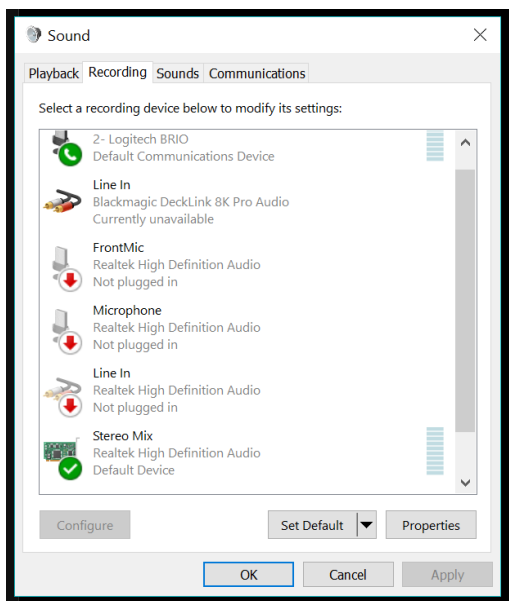 Sound
Playback Recording Sounds Communications
Select a recording device below to modify its settings:
2- Logitech BRIO
Default Communications Device
Line In
Blackmagic DeckLink 8K Pro Audio
Currently unavailable
FrontMic
Realtek High Definition Audio
Not plugged in
Microphone
Realtek High Definition Audio
Not plugged in
Line In
Realtek High Definition Audio
Not plugged in
Stereo Mix
Realtek High Definition Audio
Default Device
Configure Set Default Properties
OK Cancel Apply